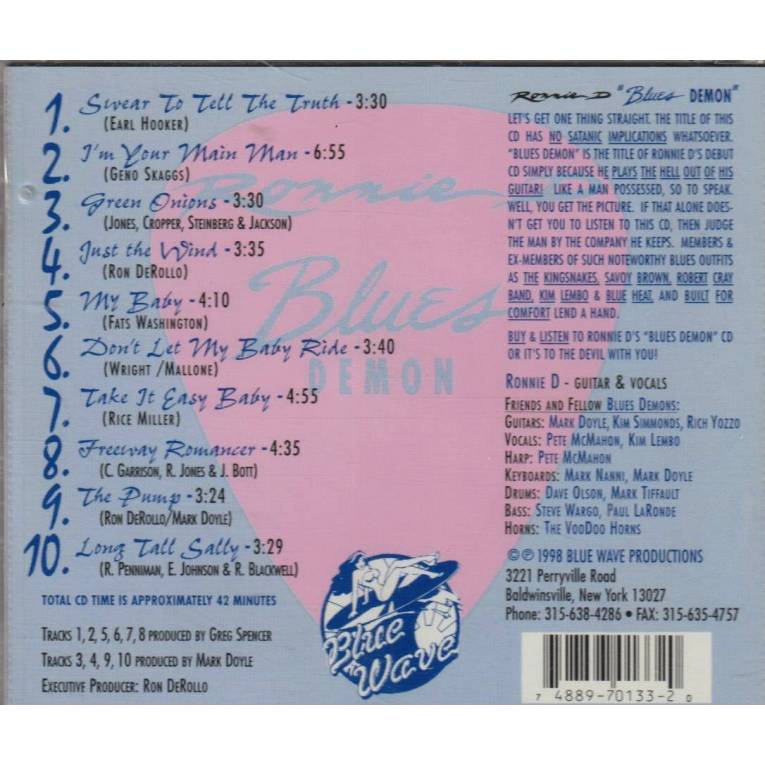 1. Swear To Tell The Truth - 3:30
(EARL HOOKER)
2. I'm Your Main Man - 6:55
(GENO SKAGGS)
3. Green Onions - 3:30
(JONES, CROPPER, STEINBERG & JACKSON)
4. Just the Wind - 3:35
(RON DEROLLO)
5. My Baby - 4:10
(FATS WASHINGTON)
6. Don't Let My Baby Ride - 3:40
(WRIGHT /MALLONE)
7. Take It Easy Baby - 4:55
(RICE MILLER)
8. Freeway Romancer - 4:35
(C. GARRISON, R. JONES & J. BOTT)
9. The Pump - 3:24
(RON DEROLLO/MARK DOYLE)
10. Long Tall Sally - 3:29
(R. PENNIMAN, E. JOHNSON & R. BLACKWELL)
TOTAL CD TIME IS APPROXIMATELY 42 MINUTES
TRACKS 1, 2, 5, 6, 7, 8 PRODUCED BY GREG SPENCER
TRACKS 3, 4, 9, 10 PRODUCED BY MARK DOYLE
EXECUTIVE PRODUCER: RON DEROLLO
Ronnie
Blues
DEMON
Blue Wave
Ronnie D "Blues DEMON"
LET'S GET ONE THING STRAIGHT. THE TITLE OF THIS
CD HAS NO SATANIC IMPLICATIONS WHATSOEVER.
"BLUES DEMON" IS THE TITLE OF RONNIE D'S DEBUT
CD SIMPLY BECAUSE HE PLAYS THE HELL OUT OF HIS
GUITAR! LIKE A MAN POSSESSED, SO TO SPEAK.
WELL, YOU GET THE PICTURE. IF THAT ALONE DOES-
N'T GET YOU TO LISTEN TO THIS CD, THEN JUDGE
THE MAN BY THE COMPANY HE KEEPS. MEMBERS &
EX-MEMBERS OF SUCH NOTEWORTHY BLUES OUTFITS
AS THE KINGSNAKES, SAVOY BROWN, ROBERT CRAY
BAND, KIM LEMBO & BLUE HEAT, AND BUILT FOR
COMFORT LEND A HAND.
BUY & LISTEN TO RONNIE D'S "BLUES DEMON" CD
OR IT'S TO THE DEVIL WITH YOU!
RONNIE D - GUITAR & VOCALS
FRIENDS AND FELLOW BLUES DEMONS:
GUITARS: MARK DOYLE, KIM SIMMONDS, RICH YOZZO
VOCALS: PETE MCMAHON, KIM LEMBO
HARP: PETE MCMAHON
KEYBOARDS: MARK NANNI, MARK DOYLE
DRUMS: DAVE OLSON, MARK TIFFAULT
BASS: STEVE WARGO, PAUL LARONDE
HORNS: THE VOODOO HORNS
© ℗ 1998 BLUE WAVE PRODUCTIONS
3221 Perryville Road
Baldwinsville, New York 13027
Phone: 315-638-4286 • FAX: 315-635-4757
7 4889-70133-2 0